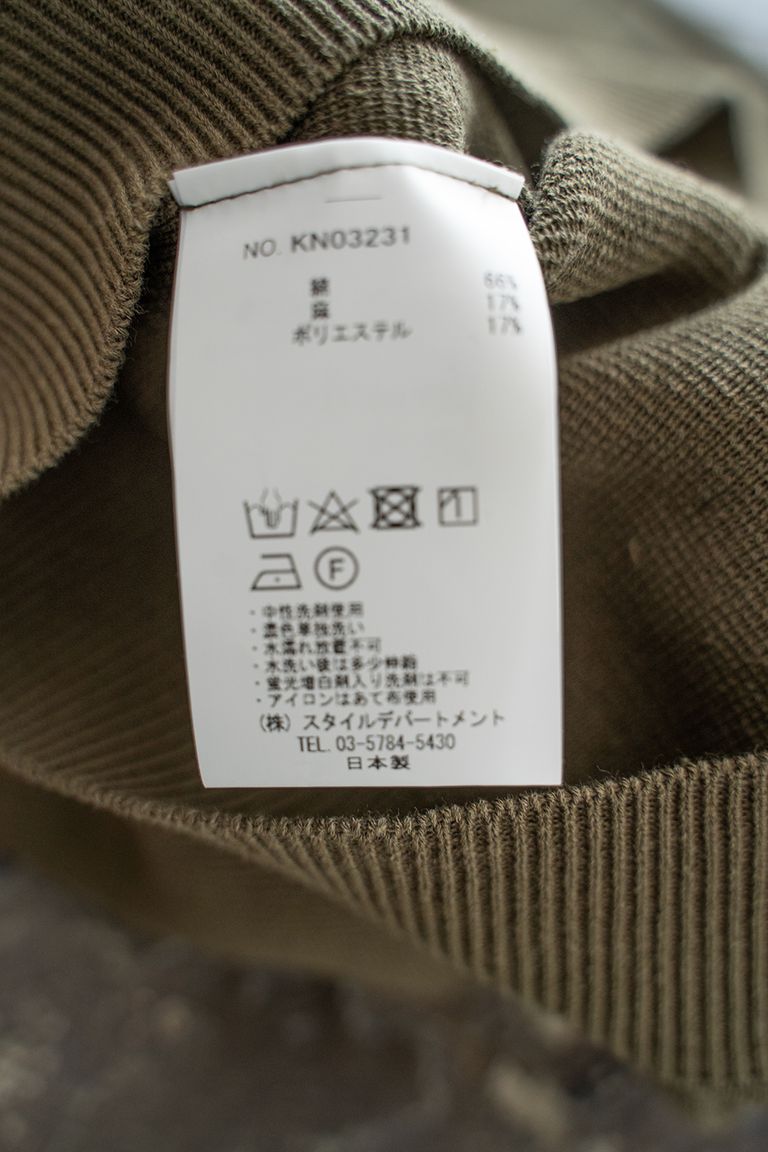 NO. KN03231
綿 66%
麻 17%
ポリエステル 17%
F
・中性洗剤使用
・濃色単独洗い
・水濡れ放置不可
・水洗い後は多少伸縮
・蛍光増白剤入り洗剤は不可
・アイロンはあて布使用
(株) スタイルデパートメント
TEL. 03-5784-5430
日本製